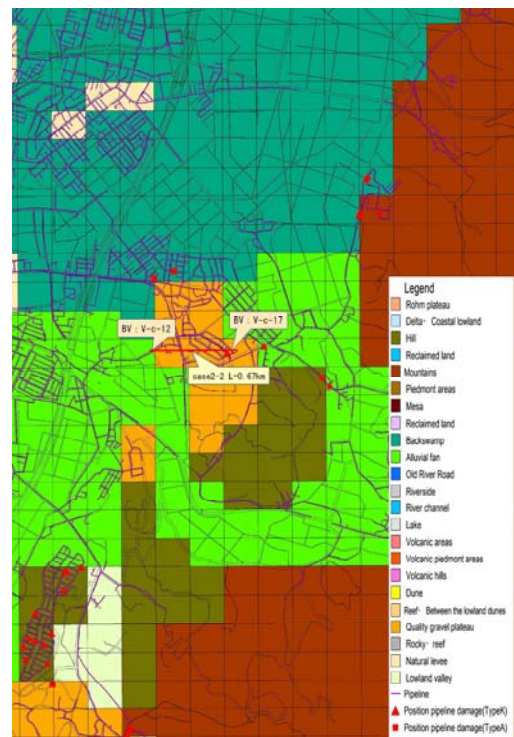 BV : V-c-17
BV : V-c-12
case2-2 L=0.67km
Legend
Rohm plateau
Delta· Coastal lowland
Hill
Reclaimed land
Mountains
Piedmont areas
Mesa
Reclaimed land
Backswamp
Alluvial fan
Old River Road
Riverside
River channel
Lake
Volcanic areas
Volcanic piedmont areas
Volcanic hills
Dune
Reef· Between the lowland dunes
Quality gravel plateau
Rocky· reef
Natural levee
Lowland valley
Pipeline
Position pipeline damage(TypeK)
Position pipeline damage(TypeA)